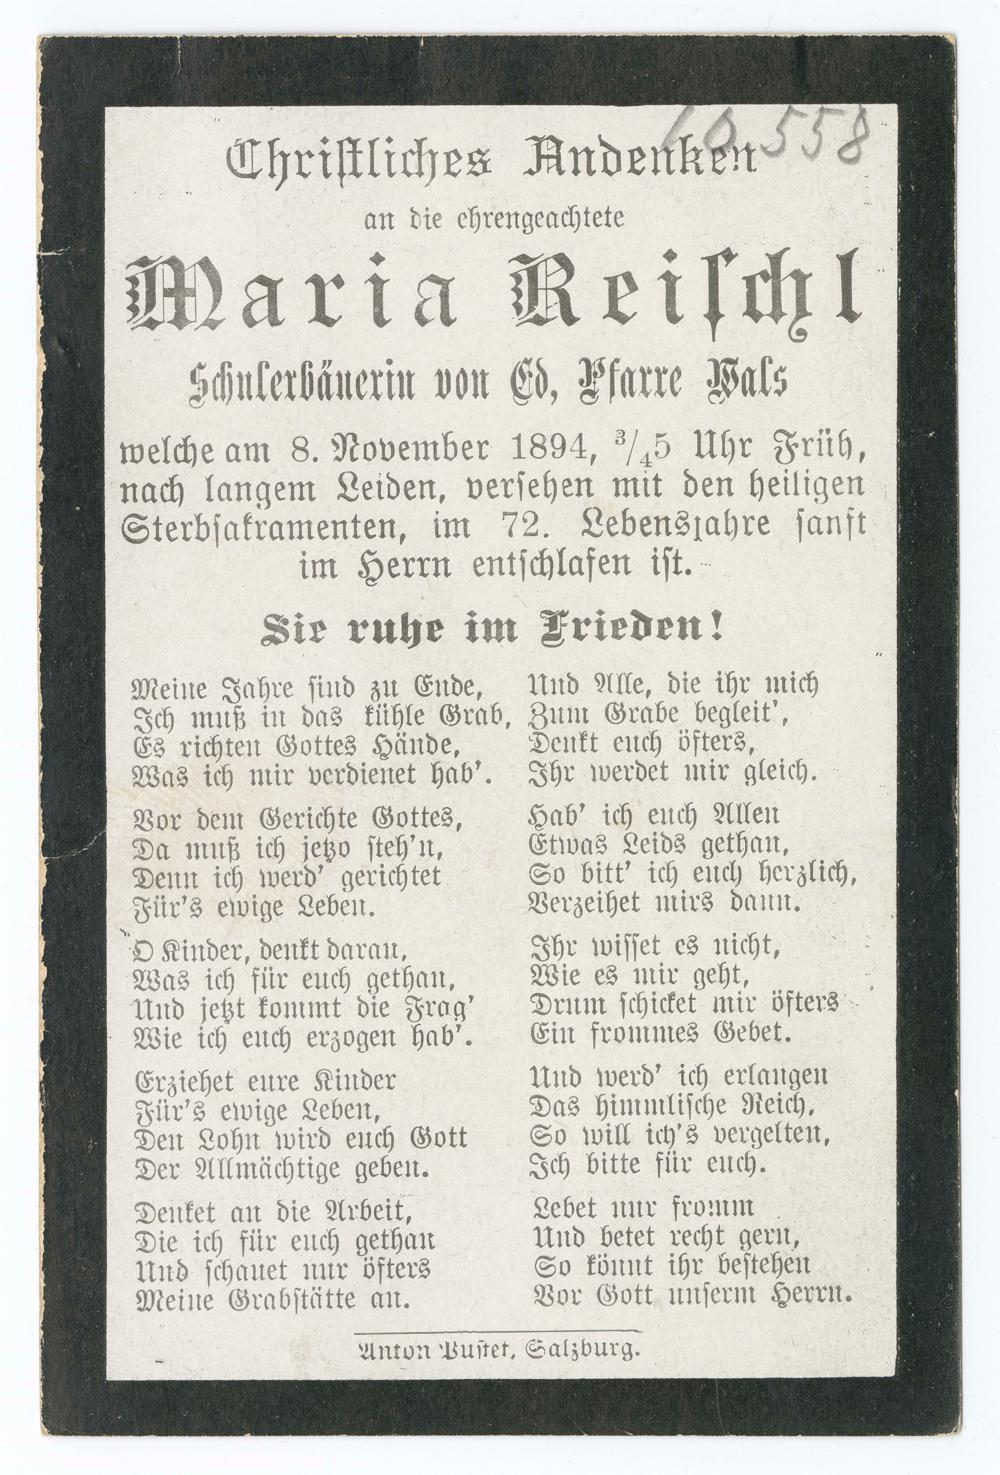 10.558
Christliches Andenken
an die ehrengeachtete
Maria Reischl
Schulerbäuerin von Ed, Pfarre Wals
welche am 8. November 1894, 3/45 Uhr Früh,
nach langem Leiden, versehen mit den heiligen
Sterbsakramenten, im 72. Lebensjahre sanft
im Herrn entschlafen ist.
Sie ruhe im Frieden!
Meine Jahre sind zu Ende,
Ich muß in das kühle Grab,
Es richten Gottes Hände,
Was ich mir verdienet hab'.
Vor dem Gerichte Gottes,
Da muß ich jetzo steh'n,
Denn ich werd' gerichtet
Für's ewige Leben.
O Kinder, denkt daran,
Was ich für euch gethan,
Und jetzt kommt die Frag'
Wie ich euch erzogen hab'.
Erziehet eure Kinder
Für's ewige Leben,
Den Lohn wird euch Gott
Der Allmächtige geben.
Denket an die Arbeit,
Die ich für euch gethan
Und schauet nur öfters
Meine Grabstätte an.
Und Alle, die ihr mich
Zum Grabe begleit',
Denkt euch öfters,
Ihr werdet mir gleich.
Hab' ich euch Allen
Etwas Leids gethan,
So bitt' ich euch herzlich,
Verzeihet mirs dann.
Ihr wisset es nicht,
Wie es mir geht,
Drum schicket mir öfters
Ein frommes Gebet.
Und werd' ich erlangen
Das himmlische Reich,
So will ich's vergelten,
Ich bitte für euch.
Lebet nur fromm
Und betet recht gern,
So könnt ihr bestehen
Vor Gott unserm Herrn.
Anton Pustet, Salzburg.